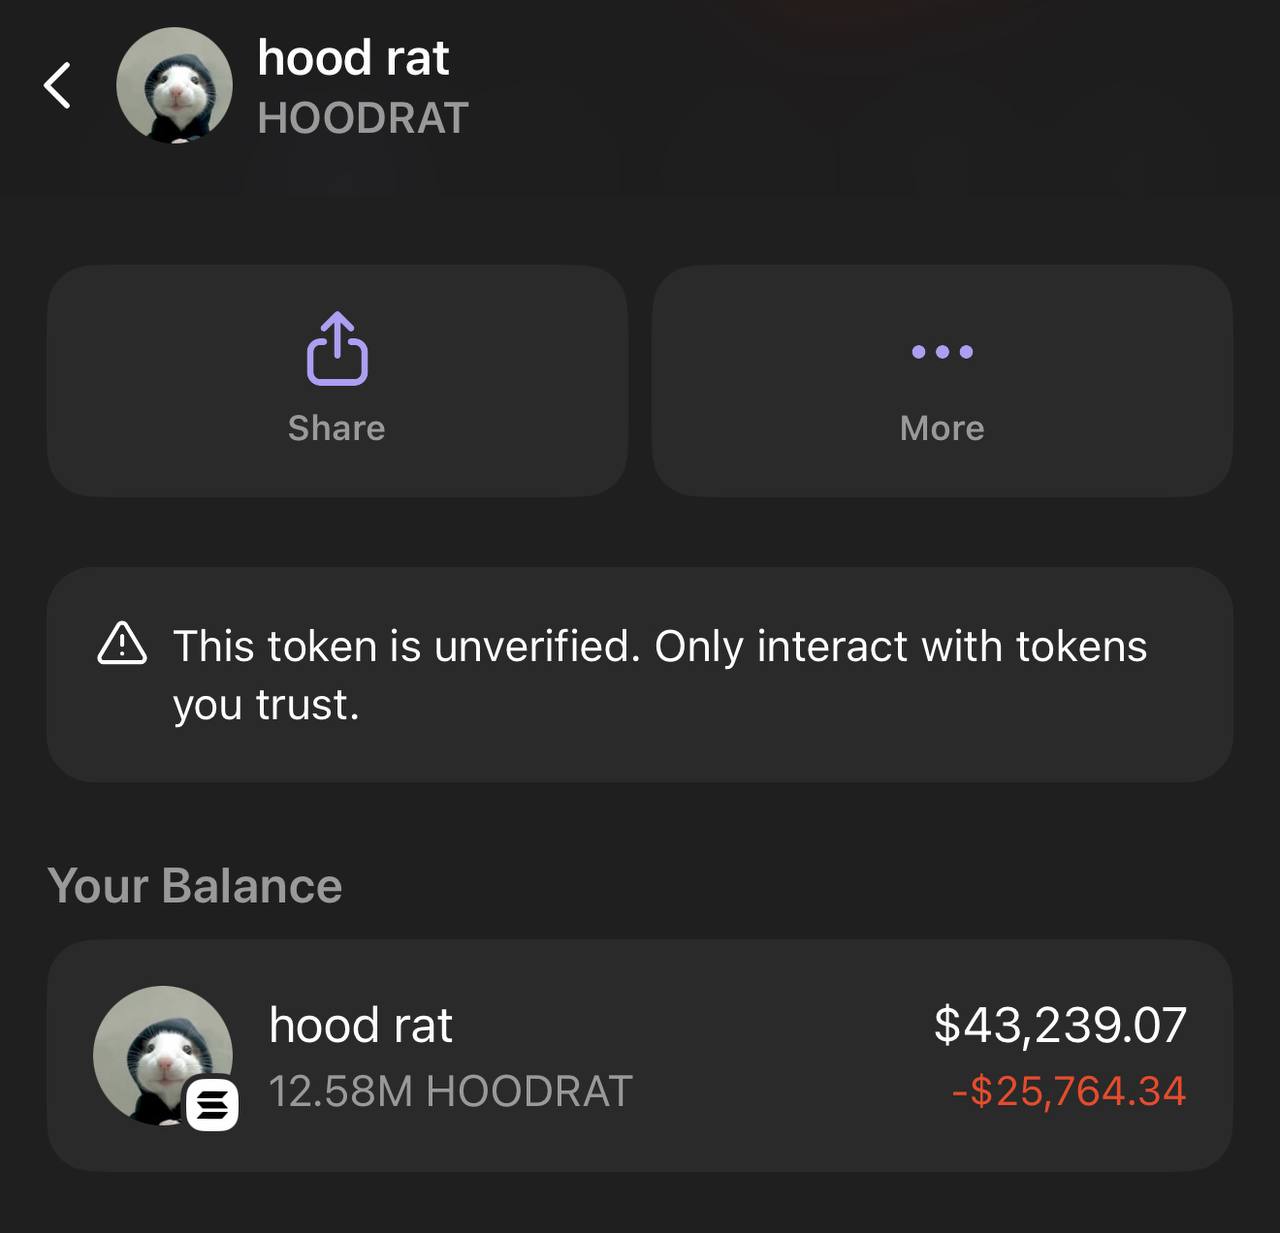 hood rat
HOODRAT
Share
More
This token is unverified. Only interact with tokens
you trust.
Your Balance
hood rat
$43,239.07
12.58M HOODRAT
-$25,764.34